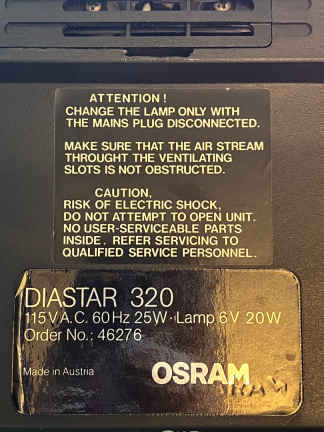 ATTENTION !
CHANGE THE LAMP ONLY WITH
THE MAINS PLUG DISCONNECTED.
MAKE SURE THAT THE AIR STREAM
THROUGHT THE VENTILATING
SLOTS IS NOT OBSTRUCTED.
CAUTION,
RISK OF ELECTRIC SHOCK,
DO NOT ATTEMPT TO OPEN UNIT.
NO USER-SERVICEABLE PARTS
INSIDE. REFER SERVICING TO
QUALIFIED SERVICE PERSONNEL.
DIASTAR 320
115V A.C. 60Hz 25W · Lamp 6V 20W
Order No.: 46276
Made in Austria
OSRAM